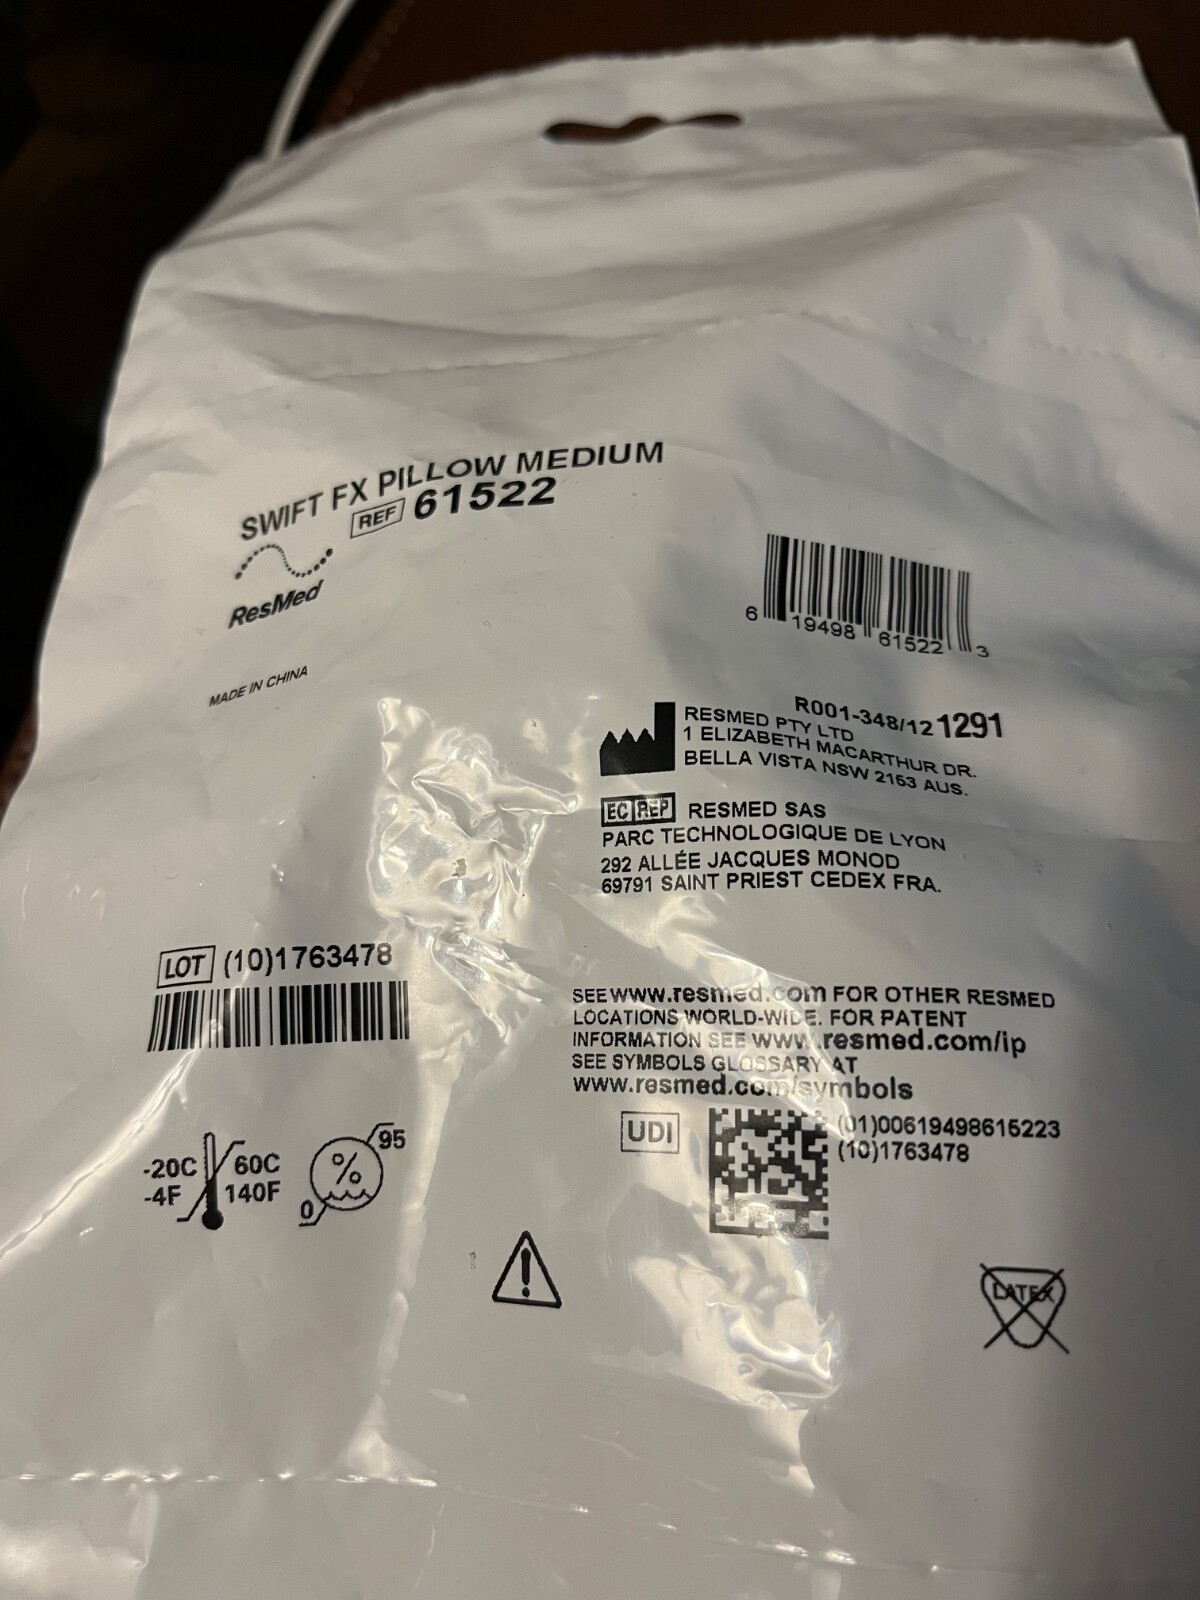 SWIFT FX PILLOW MEDIUM
REF 61522
ResMed
MADE IN CHINA
6 19498 61522 3
R001-348/12 1291
RESMED PTY LTD
1 ELIZABETH MACARTHUR DR.
BELLA VISTA NSW 2153 AUS.
EC REP RESMED SAS
PARC TECHNOLOGIQUE DE LYON
292 ALLÉE JACQUES MONOD
69791 SAINT PRIEST CEDEX FRA.
LOT (10)1763478
SEE www.resmed.com FOR OTHER RESMED
LOCATIONS WORLD-WIDE. FOR PATENT
INFORMATION SEE www.resmed.com/ip
SEE SYMBOLS GLOSSARY AT
www.resmed.com/symbols
UDI
(01)00619498615223
(10)1763478
-20C 60C
-4F 140F
% 95
0
!
LATEX